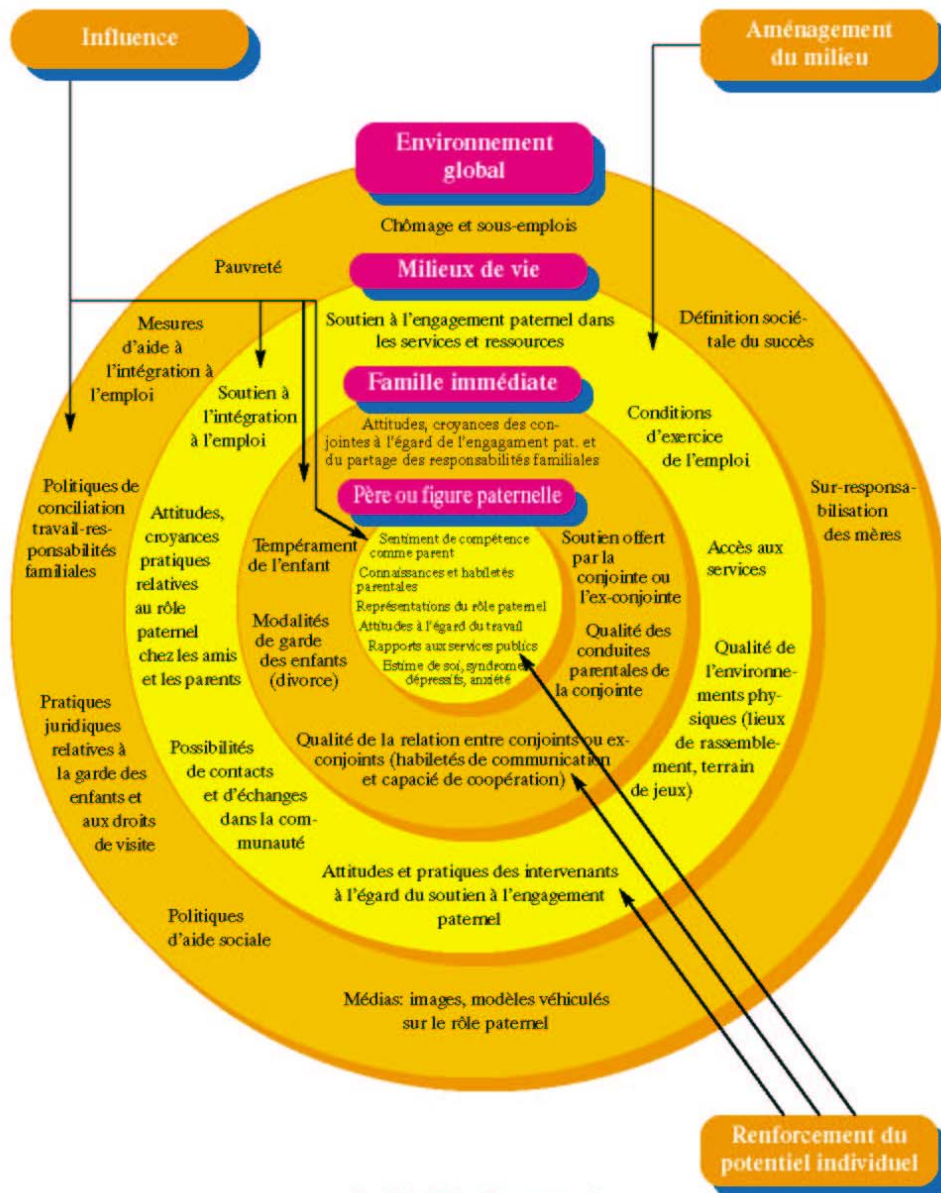 Influence
Aménagement
du milieu
Environnement
global
Chômage et sous-emplois
Pauvreté
Milieux de vie
Mesures
d'aide à
l'intégration à
l'emploi
Soutien à l'engagement paternel dans
les services et ressources
Définition socié-
tale du succès
Soutien à
l'intégration
à l'emploi
Famille immédiate
Attitudes, croyances des con-
jointes à l'égard de l'engagament pat. et
du partage des responsabilités familiales
Conditions
d'exercice
de l'emploi
Politiques de
conciliation
travail-res-
ponsabilités
familiales
Attitudes,
croyances
pratiques
relatives
au rôle
paternel
chez les amis
et les parents
Tempérament
de l'enfant
Père ou figure paternelle
Sentiment de compétence
comme parent
Connaissances et habiletés
parentales
Représentations du rôle paternel
Attitudes à l'égard du travail
Rapports aux services publics
Estime de soi, syndrome
dépressifs, anxiété
Soutien offert
par la
conjointe ou
l'ex-conjointe
Accès aux
services
Sur-responsa-
bilisation
des mères
Modalités
de garde
des enfants
(divorce)
Qualité des
conduites
parentales de
la conjointe
Qualité de
l'environne-
ments phy-
siques (lieux
de rassemble-
ment, terrain
de jeux)
Pratiques
juridiques
relatives à
la garde des
enfants et
aux droits
de visite
Possibilités
de contacts
et d'échanges
dans la com-
munauté
Qualité de la relation entre conjoints ou ex-
conjoints (habiletés de communication
et capacié de coopération)
Attitudes et pratiques des intervenants
à l'égard du soutien à l'engagement
paternel
Politiques
d'aide sociale
Médias: images, modèles véhiculés
sur le rôle paternel
Renforcement du
potentiel individuel